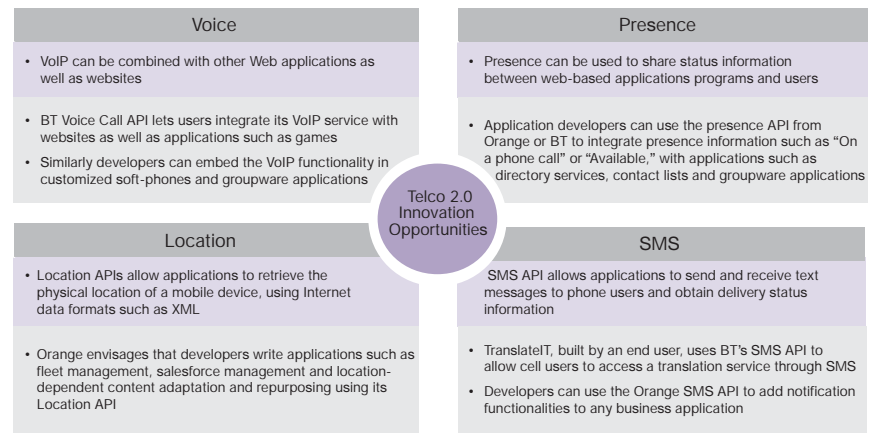 Voice
• VoIP can be combined with other Web applications as
well as websites
• BT Voice Call API lets users integrate its VoIP service with
websites as well as applications such as games
• Similarly developers can embed the VoIP functionality in
customized soft-phones and groupware applications
Presence
• Presence can be used to share status information
between web-based applications programs and users
• Application developers can use the presence API from
Orange or BT to integrate presence information such as “On
a phone call” or “Available,” with applications such as
directory services, contact lists and groupware applications
Telco 2.0
Innovation
Opportunities
Location
• Location APIs allow applications to retrieve the
physical location of a mobile device, using Internet
data formats such as XML
• Orange envisages that developers write applications such as
fleet management, salesforce management and location-
dependent content adaptation and repurposing using its
Location API
SMS
SMS API allows applications to send and receive text
messages to phone users and obtain delivery status
information
• TranslateIT, built by an end user, uses BT’s SMS API to
allow cell users to access a translation service through SMS
• Developers can use the Orange SMS API to add notification
functionalities to any business application